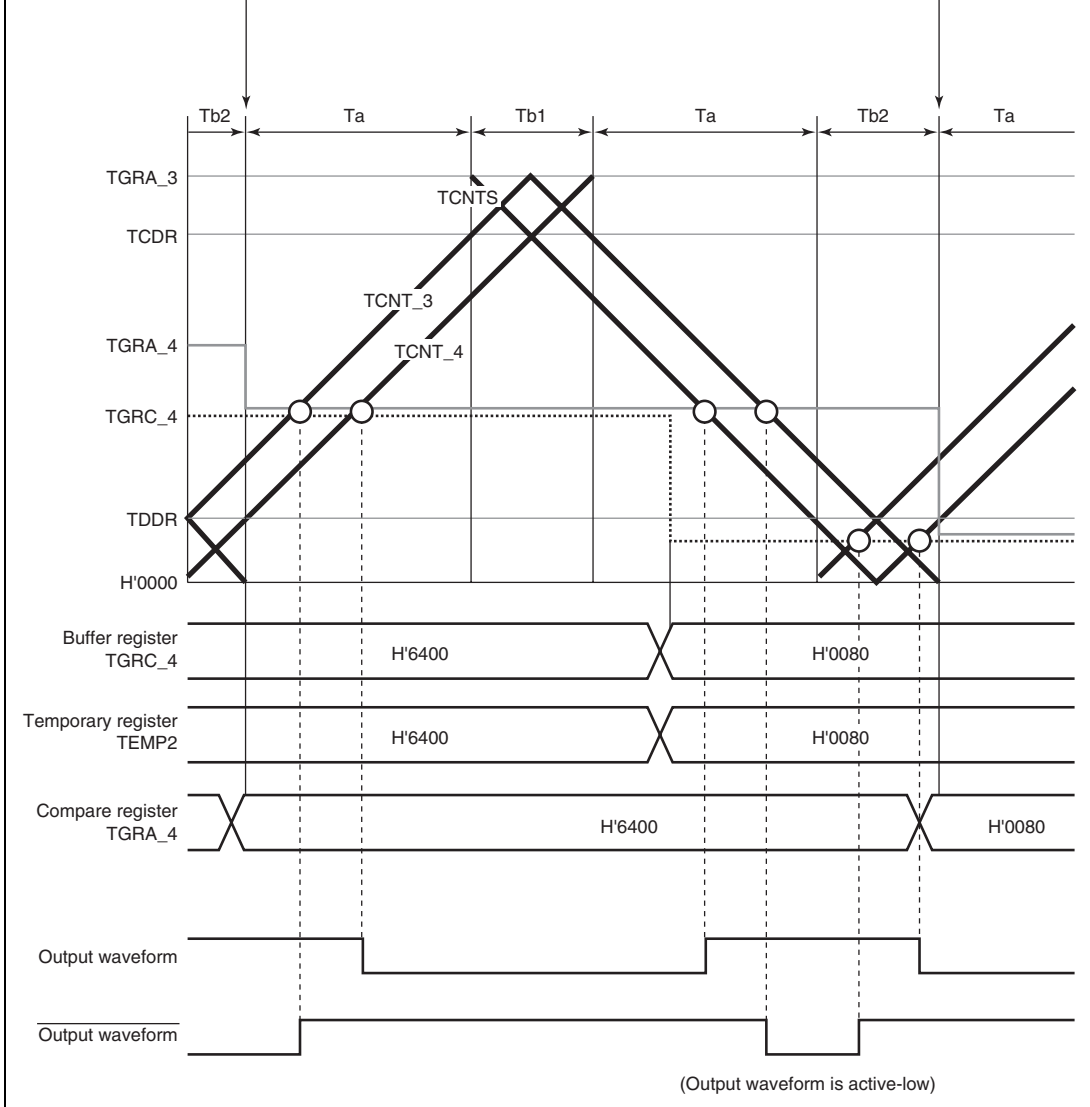 Tb2 Ta Tb1 Ta Tb2 Ta
TGRA_3
TCNTS
TCDR
TCNT_3
TGRA_4
TCNT_4
TGRC_4
TDDR
H'0000
Buffer register
TGRC_4
H'6400 H'0080
Temporary register
TEMP2
H'6400 H'0080
Compare register
TGRA_4
H'6400 H'0080
Output waveform
Output waveform
(Output waveform is active-low)